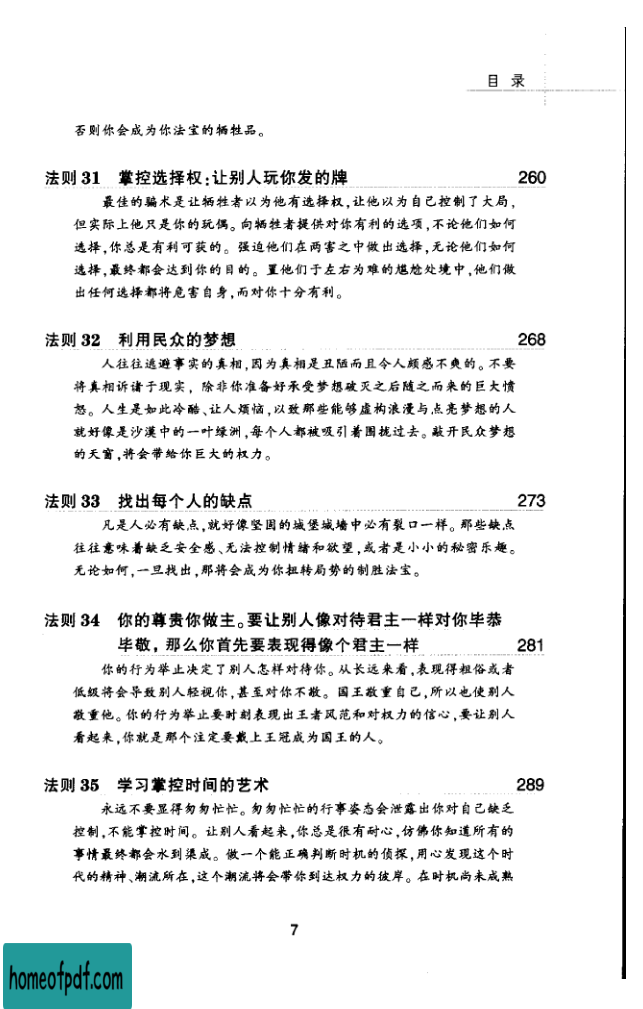 目 录
否则你会成为你法宝的牺牲品。
法则 31 掌控选择权:让别人玩你发的牌 260
最佳的骗术是让牺牲者以为他有选择权,让他以为自己控制了大局,
但实际上他只是你的玩偶。向牺牲者提供对你有利的选项,不论他们如何
选择,你总是有利可获的。强迫他们在两害之中做出选择,无论他们如何
选择,最终都会达到你的目的。置他们于左右为难的尴尬处境中,他们做
出任何选择都将危害自身,而对你十分有利。
法则 32 利用民众的梦想 268
人往往逃避事实的真相,因为真相是丑陋而且令人颇感不爽的。不要
将真相诉诸于现实,除非你准备好承受梦想破灭之后随之而来的巨大愤
怒。人生是如此冷酷、让人烦恼,以致那些能够虚构浪漫与点亮梦想的人
就好像是沙漠中的一叶绿洲,每个人都被吸引着围拢过去。敲开民众梦想
的天窗,将会带给你巨大的权力。
法则 33 找出每个人的缺点 273
凡是人必有缺点,就好像坚固的城堡城墙中必有裂口一样。那些缺点
往往意味着缺乏安全感、无法控制情绪和欲望,或者是小小的秘密乐趣。
无论如何,一旦找出,那将会成为你扭转局势的制胜法宝。
法则 34 你的尊贵你做主。要让别人像对待君主一样对你毕恭
毕敬,那么你首先要表现得像个君主一样 281
你的行为举止决定了别人怎样对待你。从长远来看,表现得粗俗或者
低级将会导致别人轻视你,甚至对你不敬。国王敬重自己,所以也使别人
敬重他。你的行为举止要时刻表现出王者风范和对权力的信心,要让别人
看起来,你就是那个注定要戴上王冠成为国王的人。
法则 35 学习掌控时间的艺术 289
永远不要显得匆匆忙忙。匆匆忙忙的行事姿态会泄露出你对自己缺乏
控制,不能掌控时间。让别人看起来,你总是很有耐心,仿佛你知道所有的
事情最终都会水到渠成。做一个能正确判断时机的侦探,用心发现这个时
代的精神、潮流所在,这个潮流将会带你到达权力的彼岸。在时机尚未成熟
7
homeofpdf.com